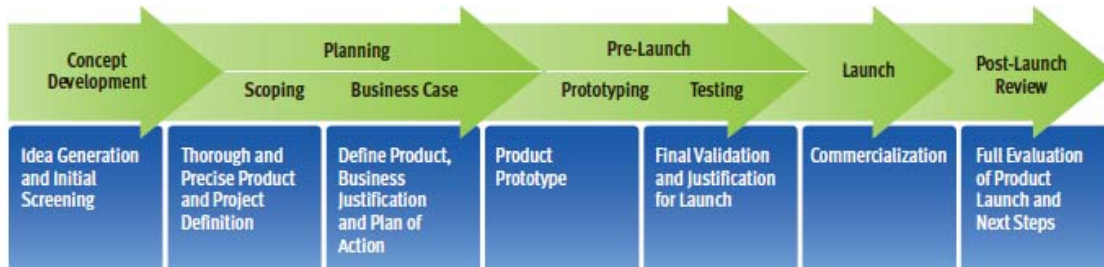 Concept
Development
Planning
Scoping
Business Case
Pre-Launch
Prototyping
Testing
Launch
Post-Launch
Review
Idea Generation
and Initial
Screening
Thorough and
Precise Product
and Project
Definition
Define Product,
Business
Justification
and Plan of
Action
Product
Prototype
Final Validation
and Justification
for Launch
Commercialization
Full Evaluation
of Product
Launch and
Next Steps